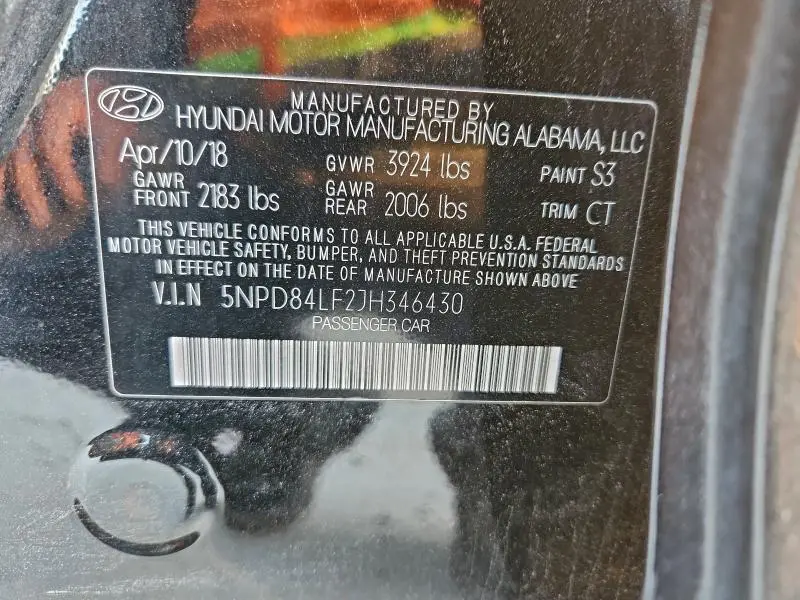 MANUFACTURED BY
HYUNDAI MOTOR MANUFACTURING ALABAMA, LLC
Apr/10/18 GVWR 3924 lbs PAINT S3
GAWR FRONT 2183 lbs GAWR REAR 2006 lbs TRIM CT
THIS VEHICLE CONFORMS TO ALL APPLICABLE U.S.A. FEDERAL
MOTOR VEHICLE SAFETY, BUMPER, AND THEFT PREVENTION STANDARDS
IN EFFECT ON THE DATE OF MANUFACTURE SHOWN ABOVE
V.I.N 5NPD84LF2JH346430
PASSENGER CAR